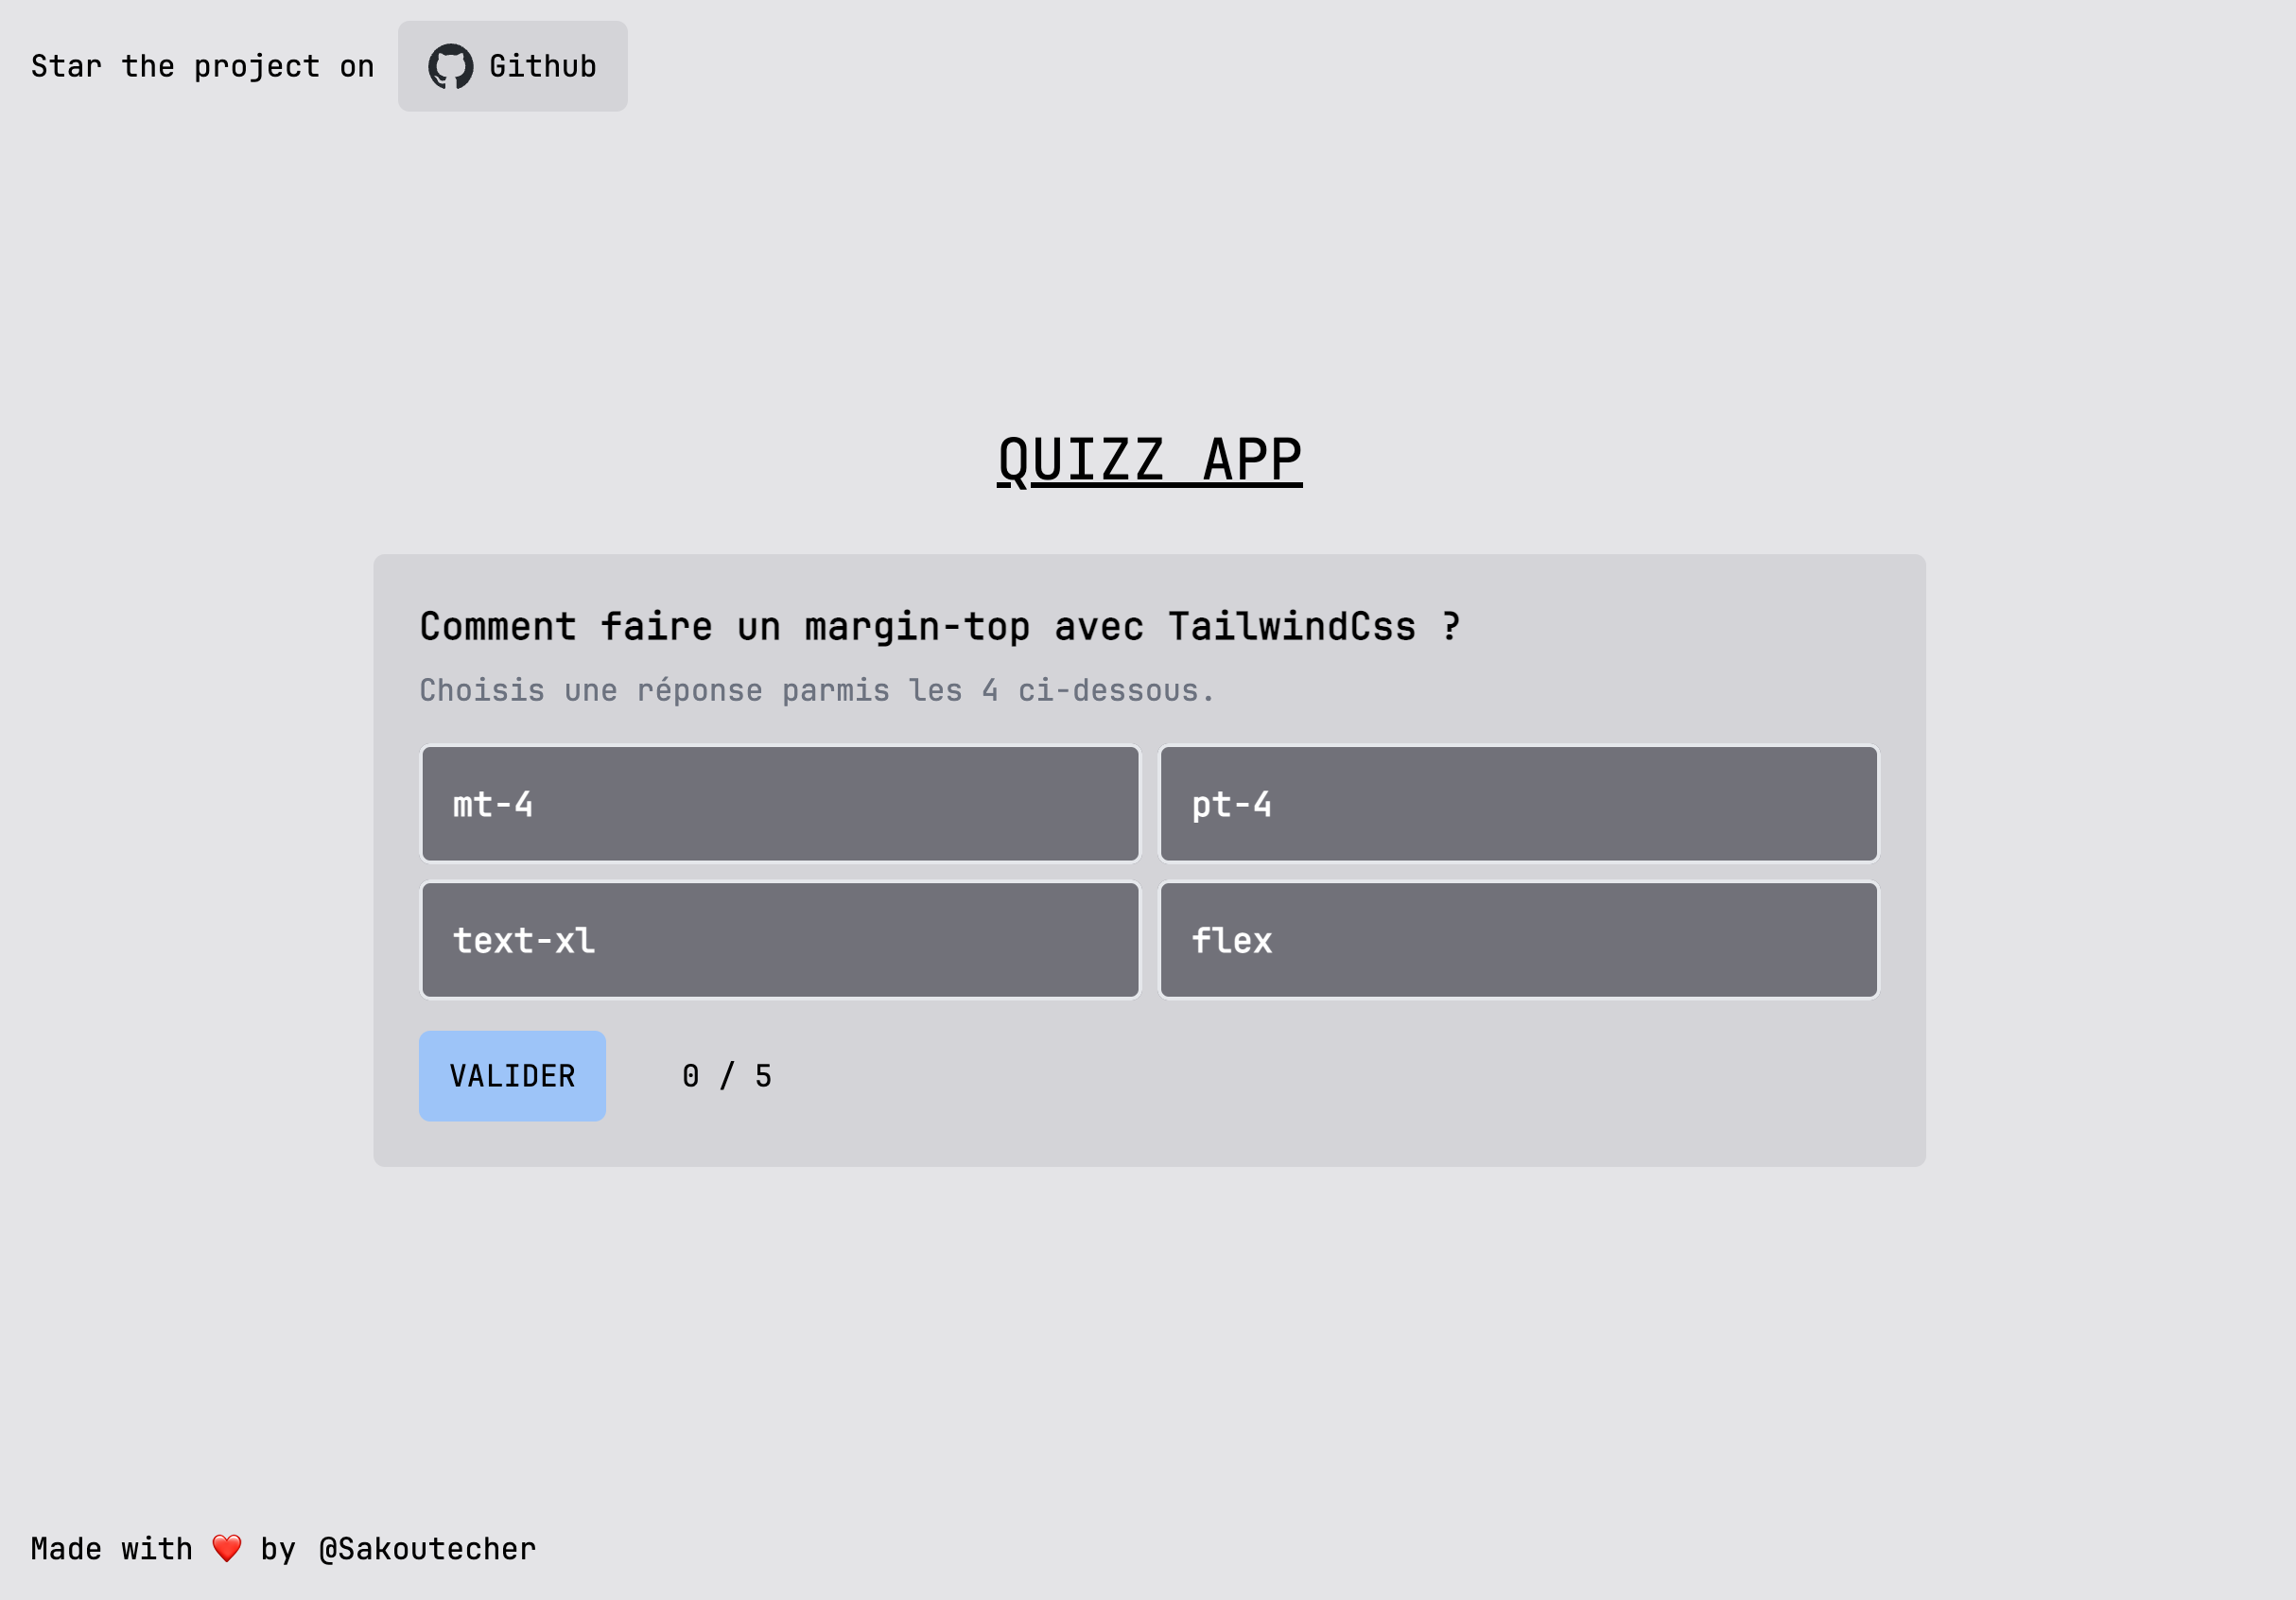 Star the project on Github
QUIZZ APP
Comment faire un margin-top avec TailwindCss ?
Choisis une réponse parmis les 4 ci-dessous.
mt-4
pt-4
text-xl
flex
VALIDER
0 / 5
Made with ❤️ by @Sakoutecher